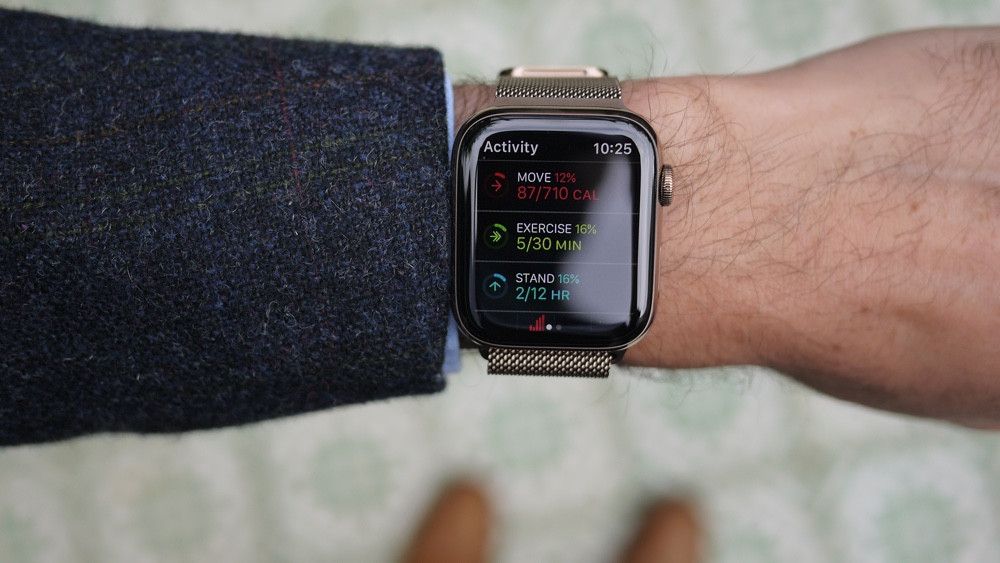 Activity 10:25
MOVE 12%
87/710 CAL
EXERCISE 16%
5/30 MIN
STAND 16%
2/12 HR